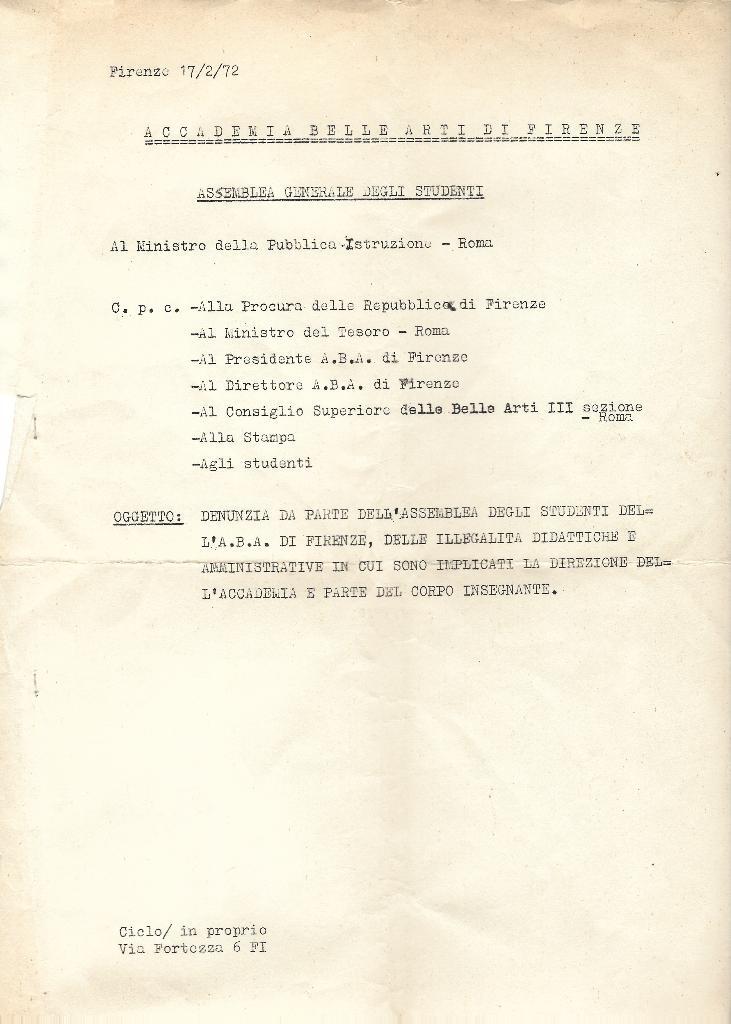 Firenze 17/2/72
ACCADEMIA BELLE ARTI DI FIRENZE
ASSEMBLEA GENERALE DEGLI STUDENTI
Al Ministro della Pubblica Istruzione - Roma
C. p. c. -Alla Procura delle Repubblica di Firenze
-Al Ministro del Tesoro - Roma
-Al Presidente A.B.A. di Firenze
-Al Direttore A.B.A. di Firenze
-Al Consiglio Superiore delle Belle Arti III sezione
- Roma
-Alla Stampa
-Agli studenti
OGGETTO: DENUNZIA DA PARTE DELL'ASSEMBLEA DEGLI STUDENTI DEL=
L'A.B.A. DI FIRENZE, DELLE ILLEGALITA DIDATTICHE E
AMMINISTRATIVE IN CUI SONO IMPLICATI LA DIREZIONE DEL=
L'ACCADEMIA E PARTE DEL CORPO INSEGNANTE.
Ciclo/ in proprio
Via Fortezza 6 FI